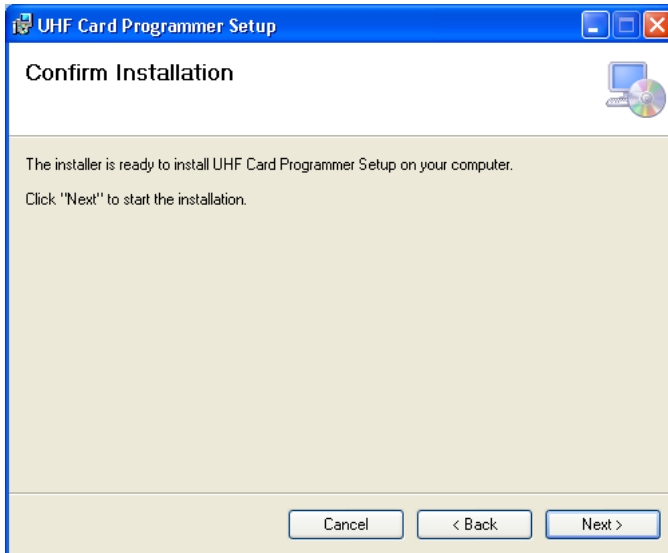 UHF Card Programmer Setup
Confirm Installation
The installer is ready to install UHF Card Programmer Setup on your computer.
Click "Next" to start the installation.
Cancel
< Back
Next >